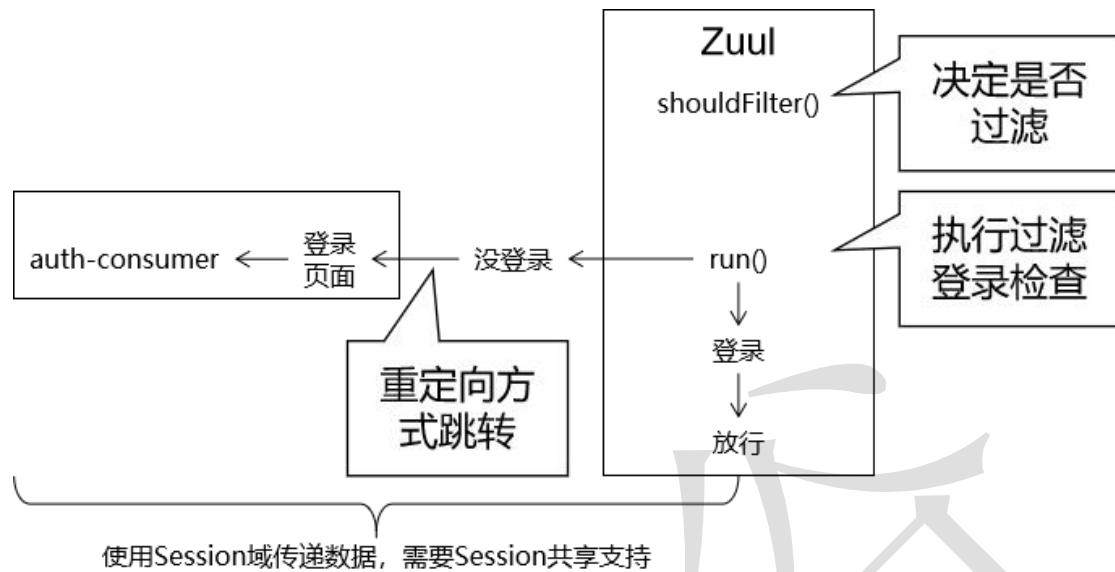 Zuul
shouldFilter()
决定是否
过滤
auth-consumer
登录
页面
没登录
run()
执行过滤
登录检查
重定向方
式跳转
登录
放行
使用Session域传递数据，需要Session共享支持